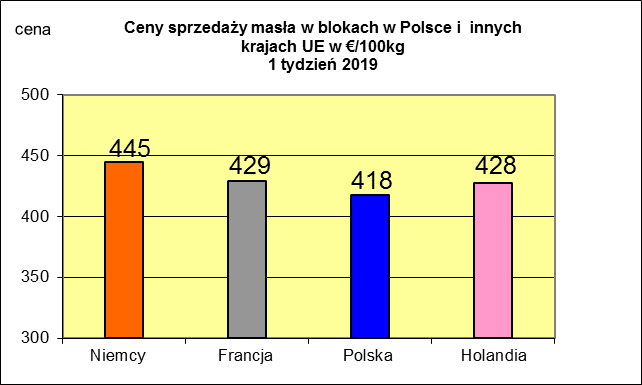 cena
Ceny sprzedaży masła w blokach w Polsce i  innych
krajach UE w €/100kg
1 tydzień 2019
500
450
400
350
300
445
429
418
428
Niemcy
Francja
Polska
Holandia